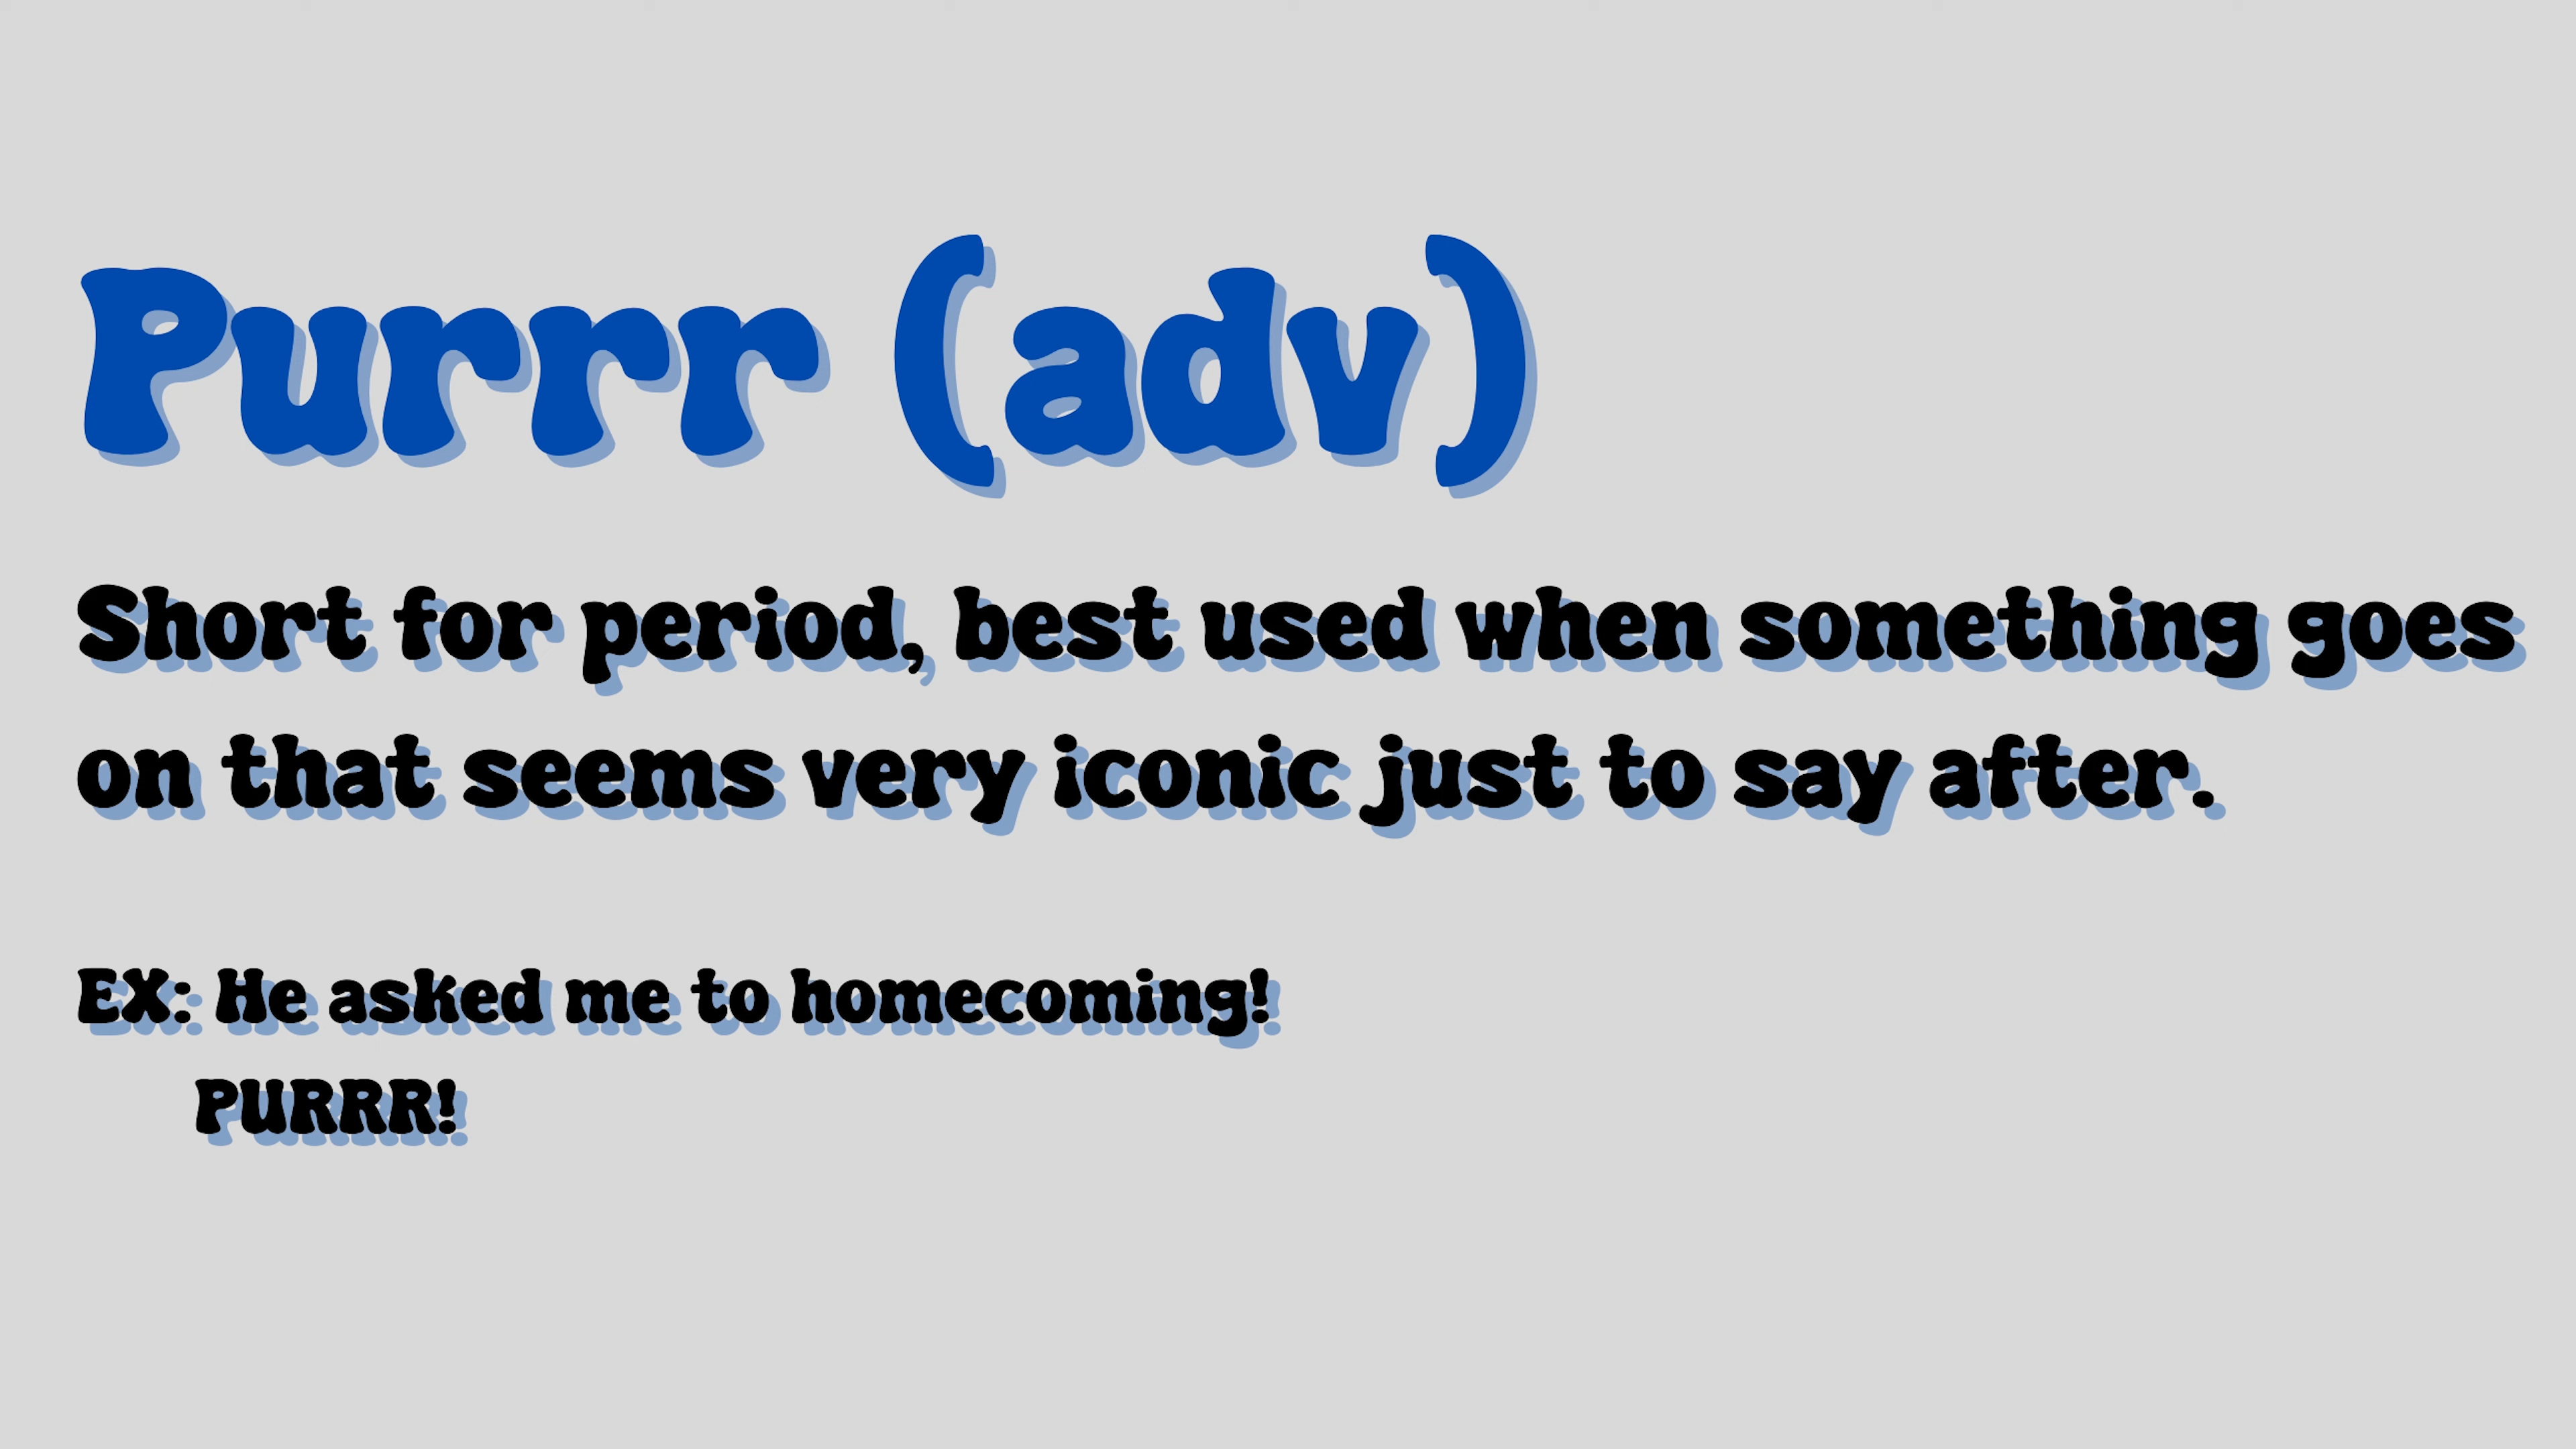 Purrr (adv)
Short for period, best used when something goes
on that seems very iconic just to say after.
EX: He asked me to homecoming!
PURRR!